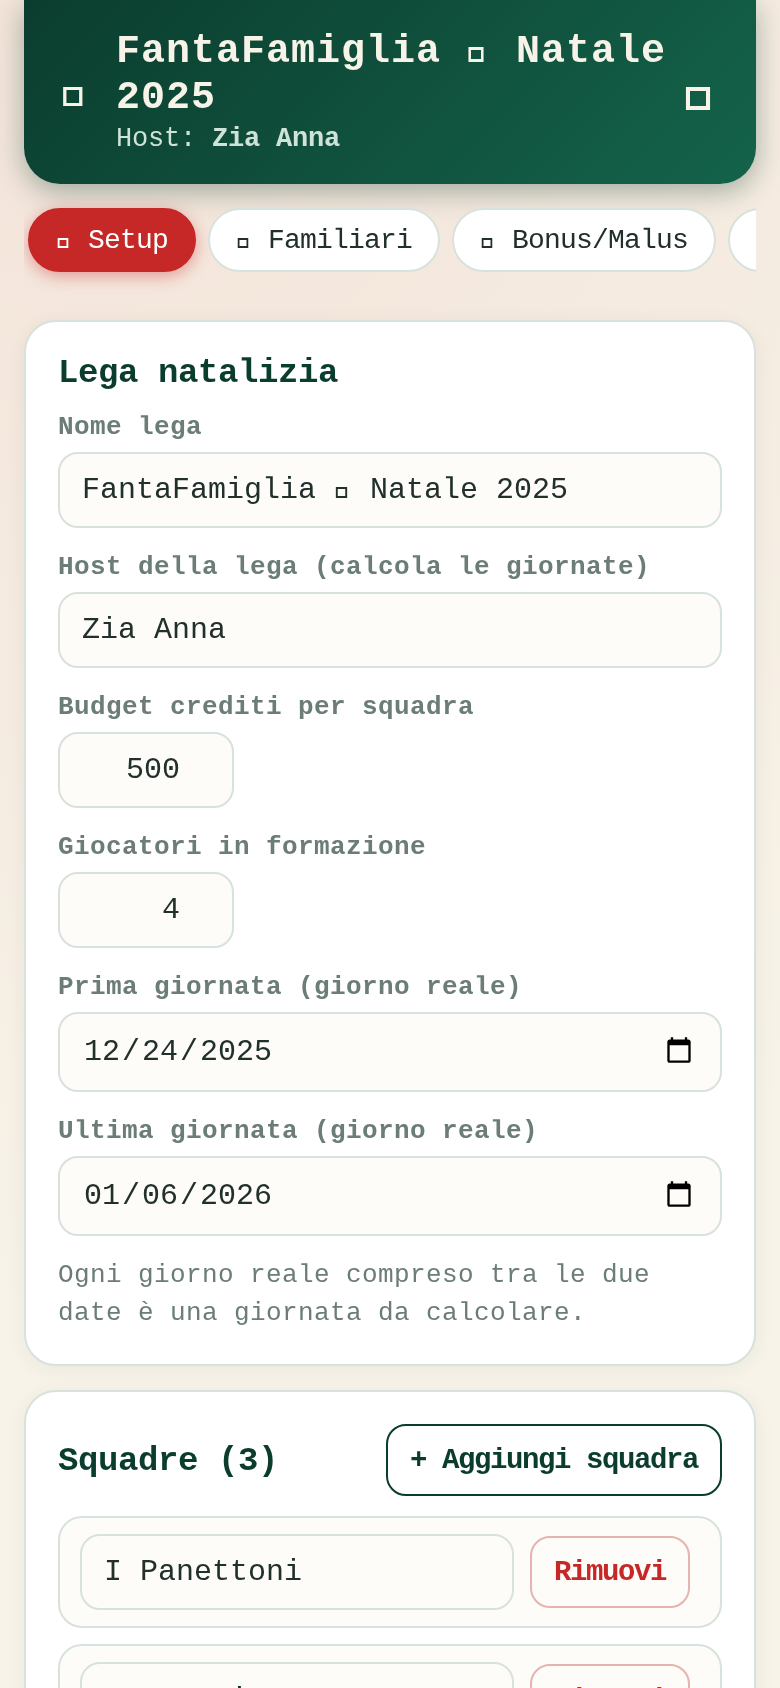 FantaFamiglia Natale
2025
Host: Zia Anna
Setup
Familiari
Bonus/Malus
Lega natalizia
Nome lega
FantaFamiglia Natale 2025
Host della lega (calcola le giornate)
Zia Anna
Budget crediti per squadra
500
Giocatori in formazione
4
Prima giornata (giorno reale)
12/24/2025
Ultima giornata (giorno reale)
01/06/2026
Ogni giorno reale compreso tra le due
date è una giornata da calcolare.
Squadre (3)
+ Aggiungi squadra
I Panettoni
Rimuovi